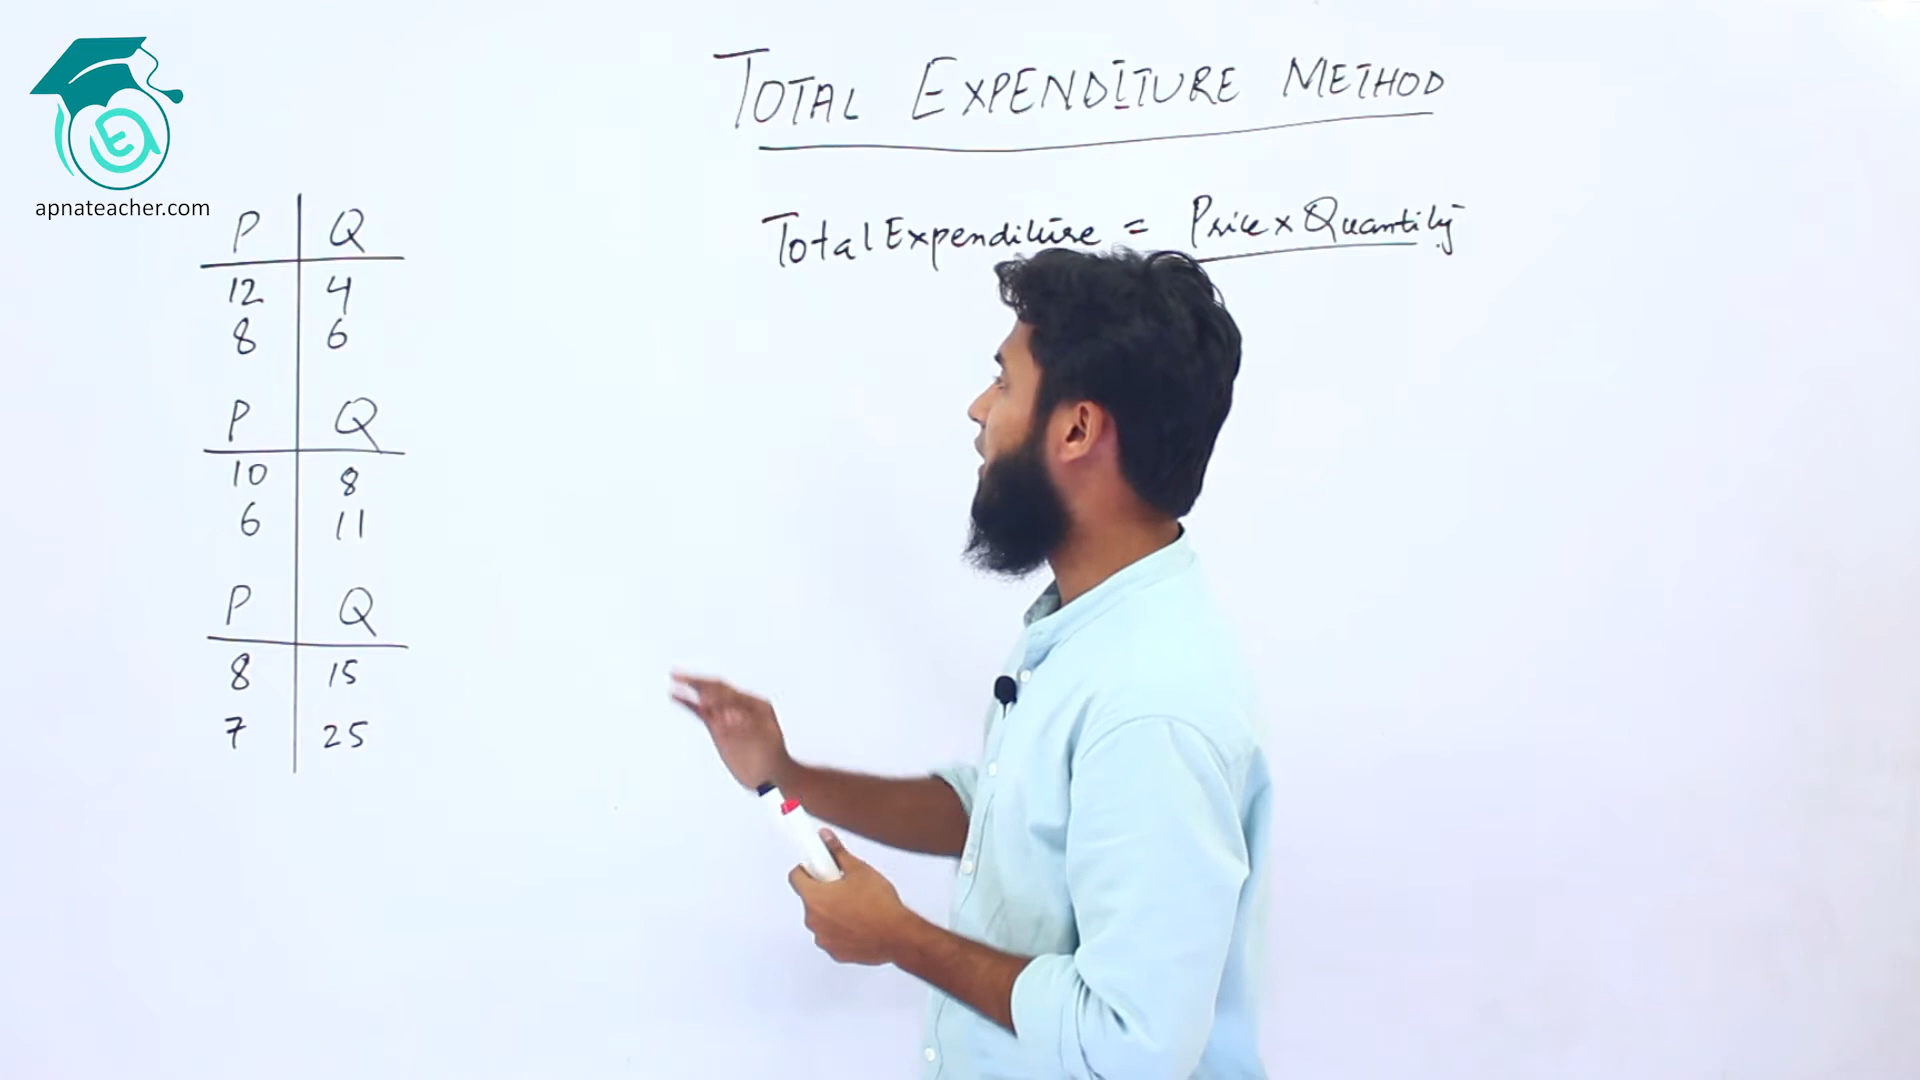 TOTAL EXPENDITURE METHOD
Total Expenditure = Price x Quantity
apnateacher.com
P Q
12 4
8 6
P Q
10 8
6 11
P Q
8 15
7 25